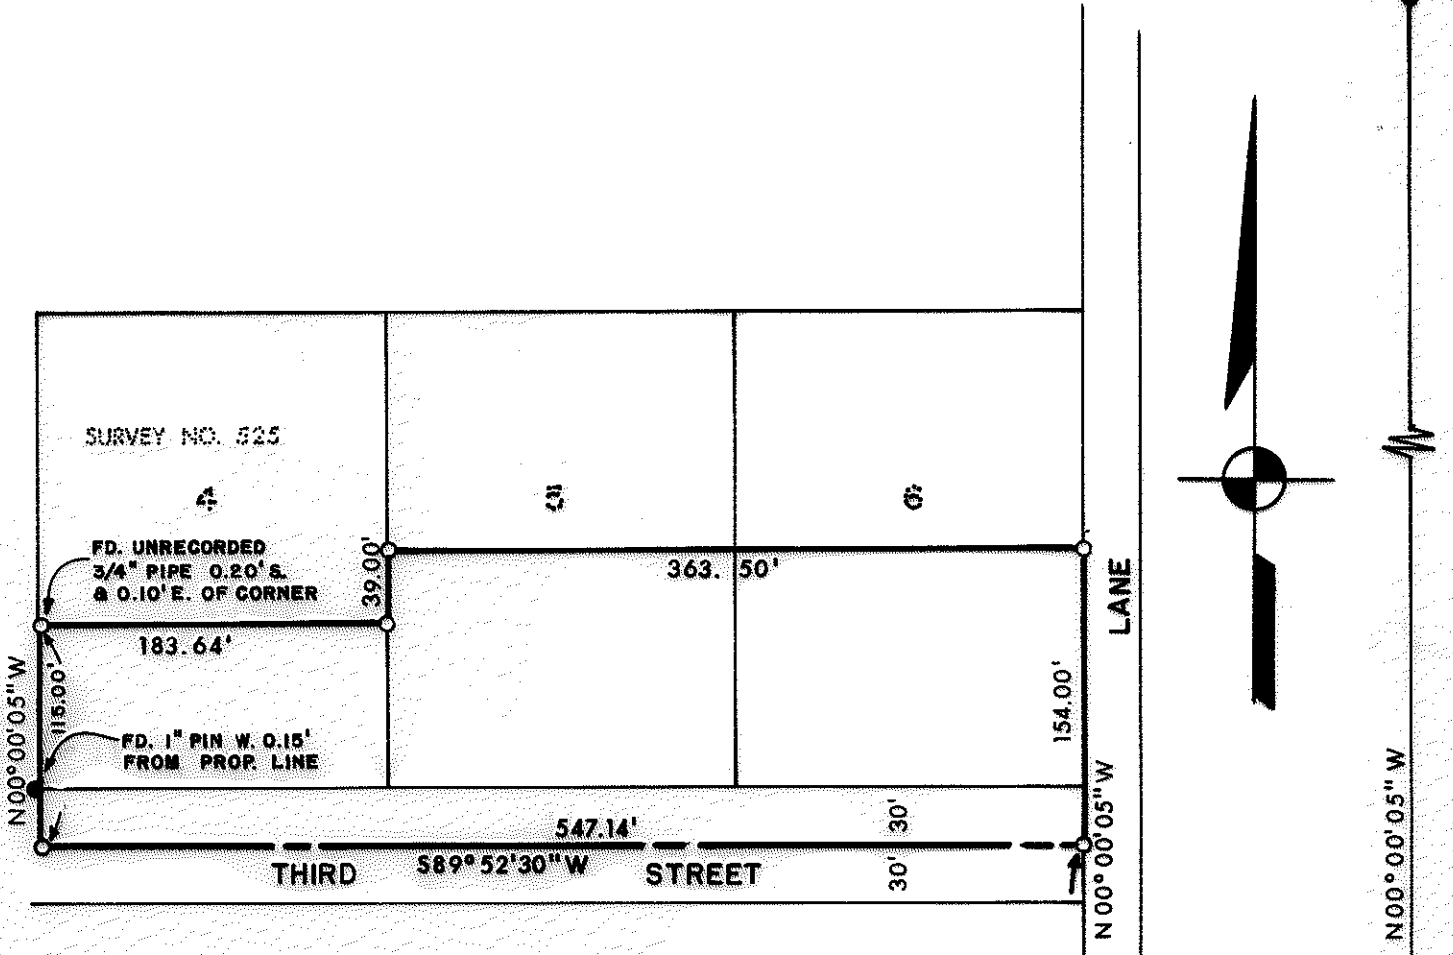 SURVEY NO. 525
4
FD. UNRECORDED
3/4" PIPE 0.20' S.
& 0.10' E. OF CORNER
39.00'
363.50'
183.64'
LANE
N00°00'05"W
115.00'
154.00'
FD. 1" PIN W. 0.15'
FROM PROP. LINE
N00°00'05"W
N00°00'05"W
547.14'
30'
S89°52'30"W
THIRD STREET
30'